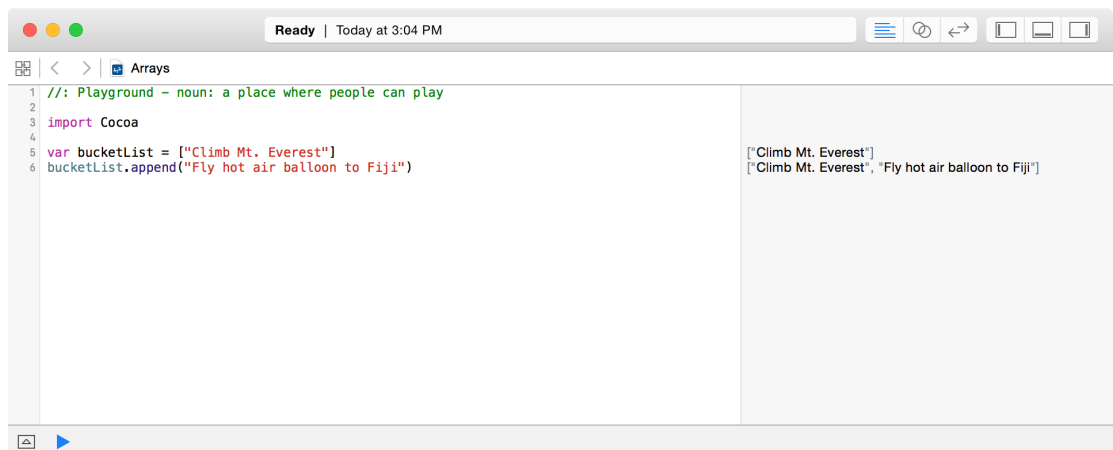 Ready | Today at 3:04 PM
Arrays
1 //: Playground – noun: a place where people can play
2
3 import Cocoa
4
5 var bucketList = ["Climb Mt. Everest"]
["Climb Mt. Everest"]
6 bucketList.append("Fly hot air balloon to Fiji")
["Climb Mt. Everest", "Fly hot air balloon to Fiji"]